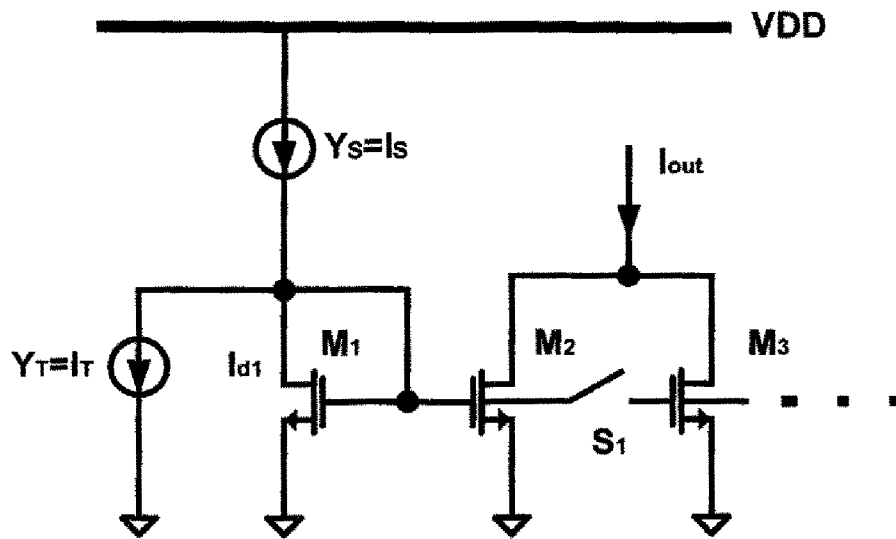 VDD
YS=IS
Iout
YT=IT
Id1
M1
M2
M3
S1